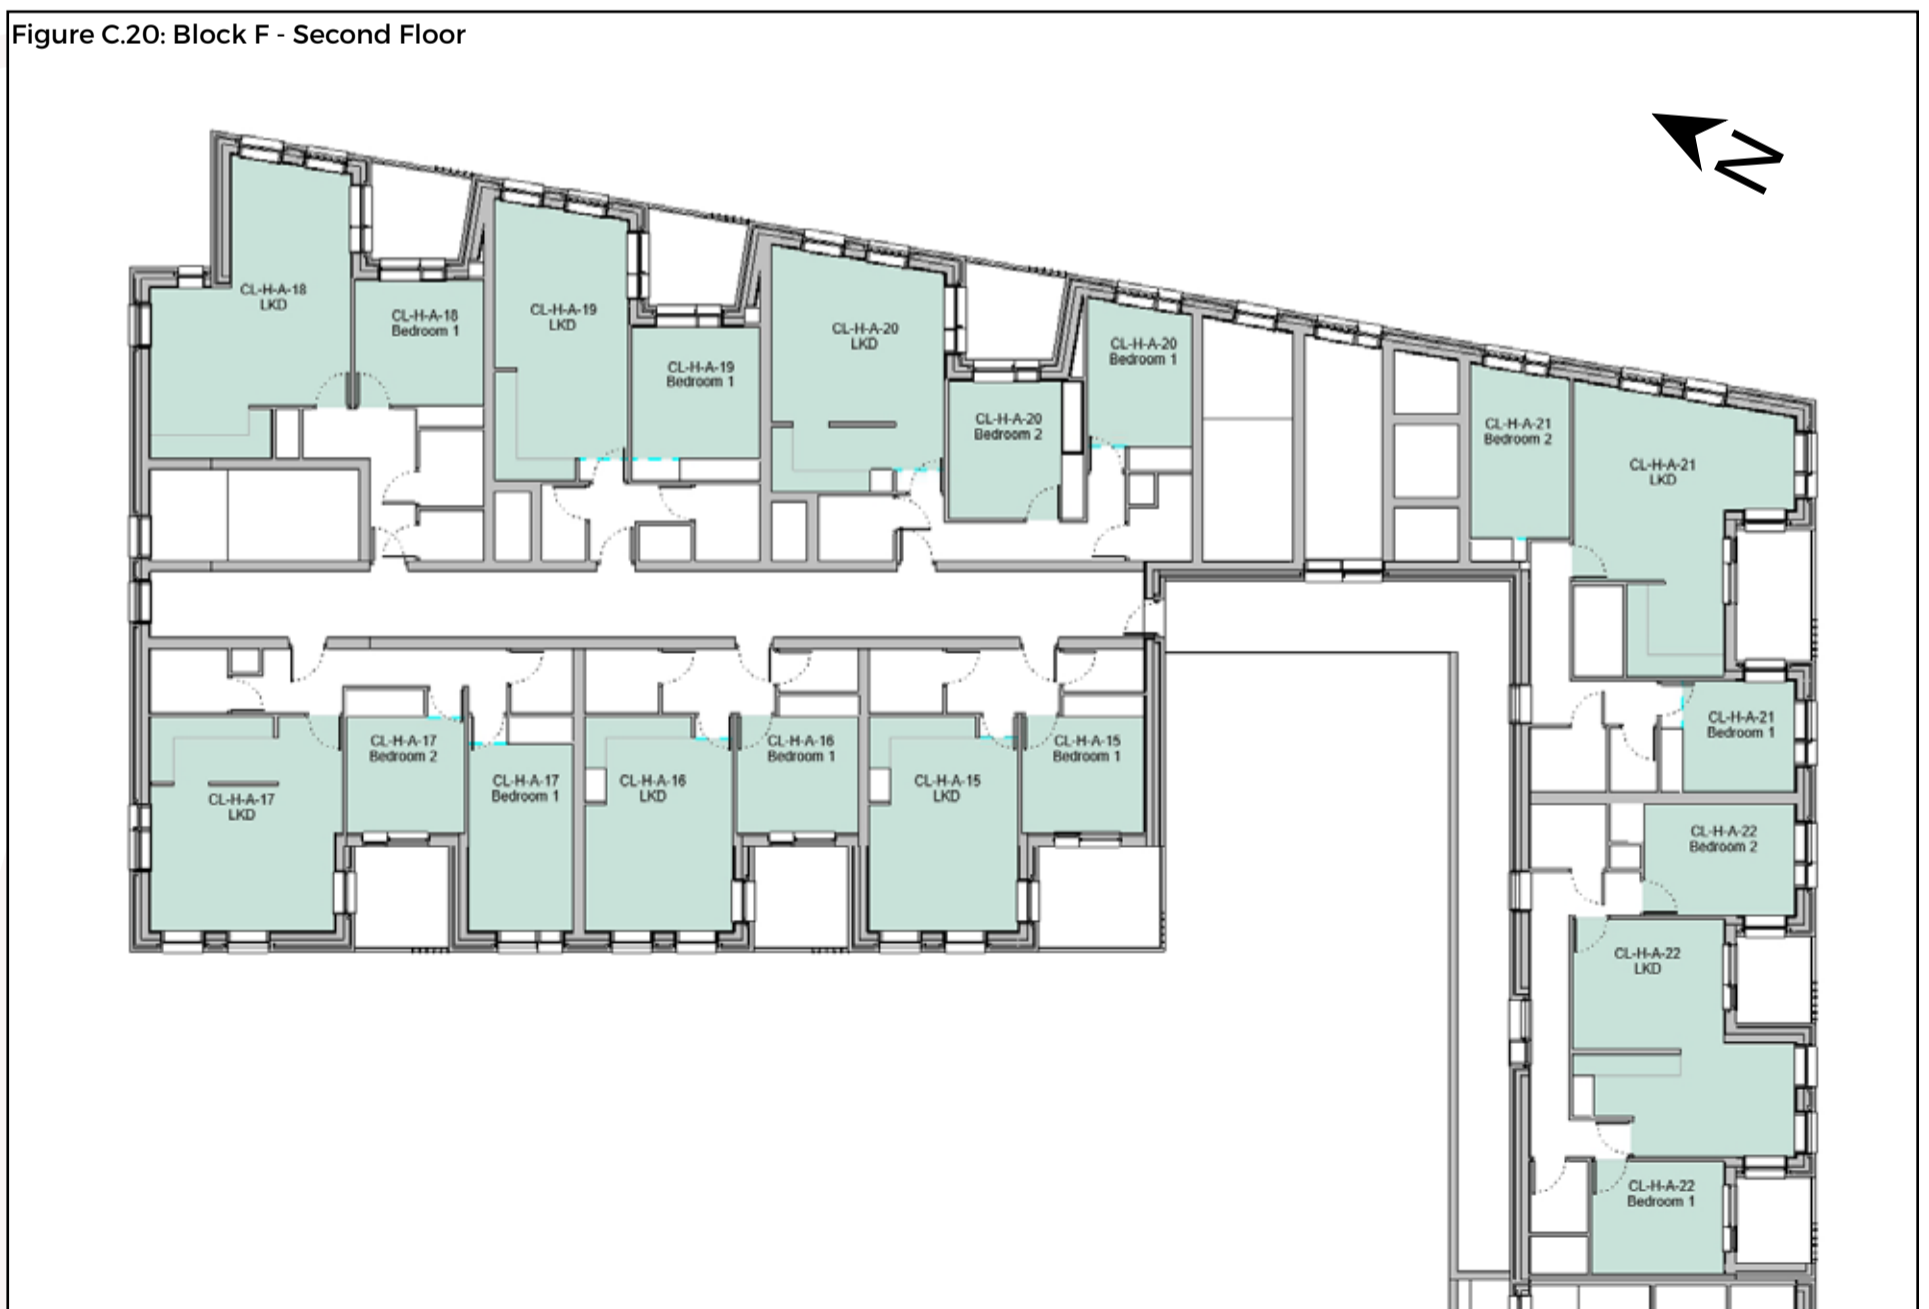 Figure C.20: Block F - Second Floor
N
CL-H-A-18
LKD
CL-H-A-18
Bedroom 1
CL-H-A-19
LKD
CL-H-A-19
Bedroom 1
CL-H-A-20
LKD
CL-H-A-20
Bedroom 2
CL-H-A-20
Bedroom 1
CL-H-A-21
Bedroom 2
CL-H-A-21
LKD
CL-H-A-21
Bedroom 1
CL-H-A-17
LKD
CL-H-A-17
Bedroom 2
CL-H-A-17
Bedroom 1
CL-H-A-16
LKD
CL-H-A-16
Bedroom 1
CL-H-A-15
LKD
CL-H-A-15
Bedroom 1
CL-H-A-22
Bedroom 2
CL-H-A-22
LKD
CL-H-A-22
Bedroom 1